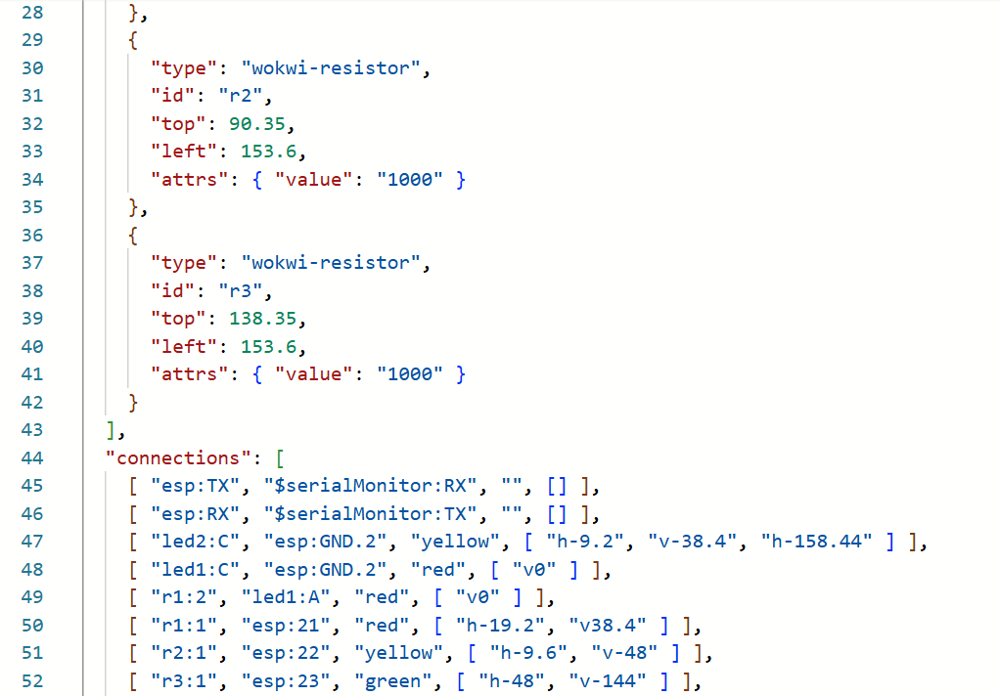 28 },
29 {
30 "type": "wokwi-resistor",
31 "id": "r2",
32 "top": 90.35,
33 "left": 153.6,
34 "attrs": { "value": "1000" }
35 },
36 {
37 "type": "wokwi-resistor",
38 "id": "r3",
39 "top": 138.35,
40 "left": 153.6,
41 "attrs": { "value": "1000" }
42 }
43 ],
44 "connections": [
45 [ "esp:TX", "$serialMonitor:RX", "", [] ],
46 [ "esp:RX", "$serialMonitor:TX", "", [] ],
47 [ "led2:C", "esp:GND.2", "yellow", [ "h-9.2", "v-38.4", "h-158.44" ] ],
48 [ "led1:C", "esp:GND.2", "red", [ "v0" ] ],
49 [ "r1:2", "led1:A", "red", [ "v0" ] ],
50 [ "r1:1", "esp:21", "red", [ "h-19.2", "v38.4" ] ],
51 [ "r2:1", "esp:22", "yellow", [ "h-9.6", "v-48" ] ],
52 [ "r3:1", "esp:23", "green", [ "h-48", "v-144" ] ],